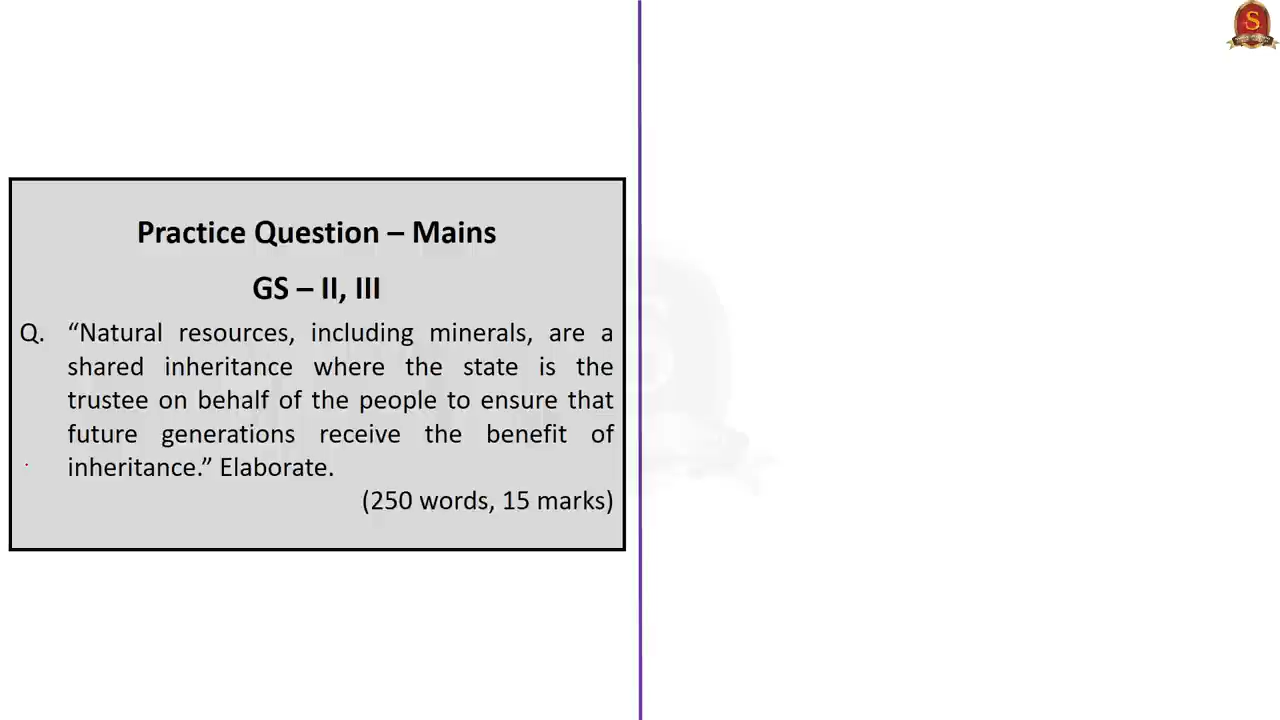 Practice Question – Mains
GS – II, III
Q. “Natural resources, including minerals, are a
shared inheritance where the state is the
trustee on behalf of the people to ensure that
future generations receive the benefit of
inheritance.” Elaborate.
(250 words, 15 marks)
S